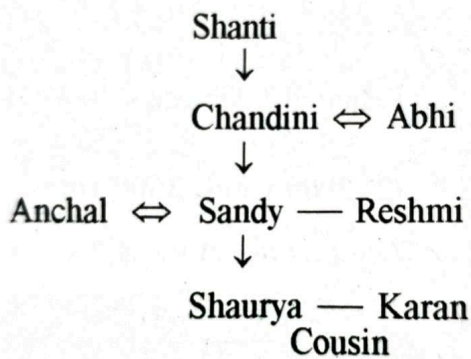 Shanti
↓
Chandini ⇔ Abhi
↓
Anchal ⇔ Sandy — Reshmi
↓
Shaurya — Karan
Cousin